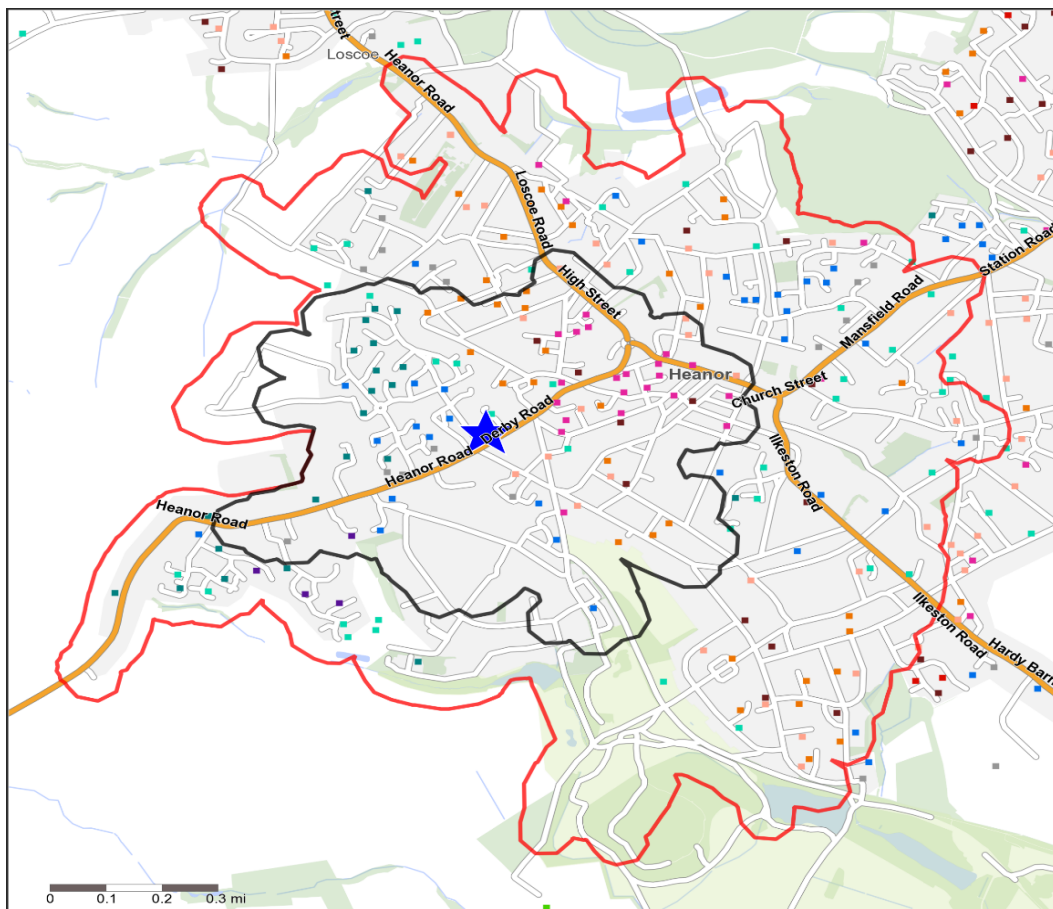 treet
Loscoe
Heanor Road
Loscoe Road
High Street
Station Road
Mansfield Road
Heanor
Church Street
Derby Road
Heanor Road
Ilkeston Road
Heanor Road
Ilkeston Road
Hardy Barn
0 0.1 0.2 0.3 mi